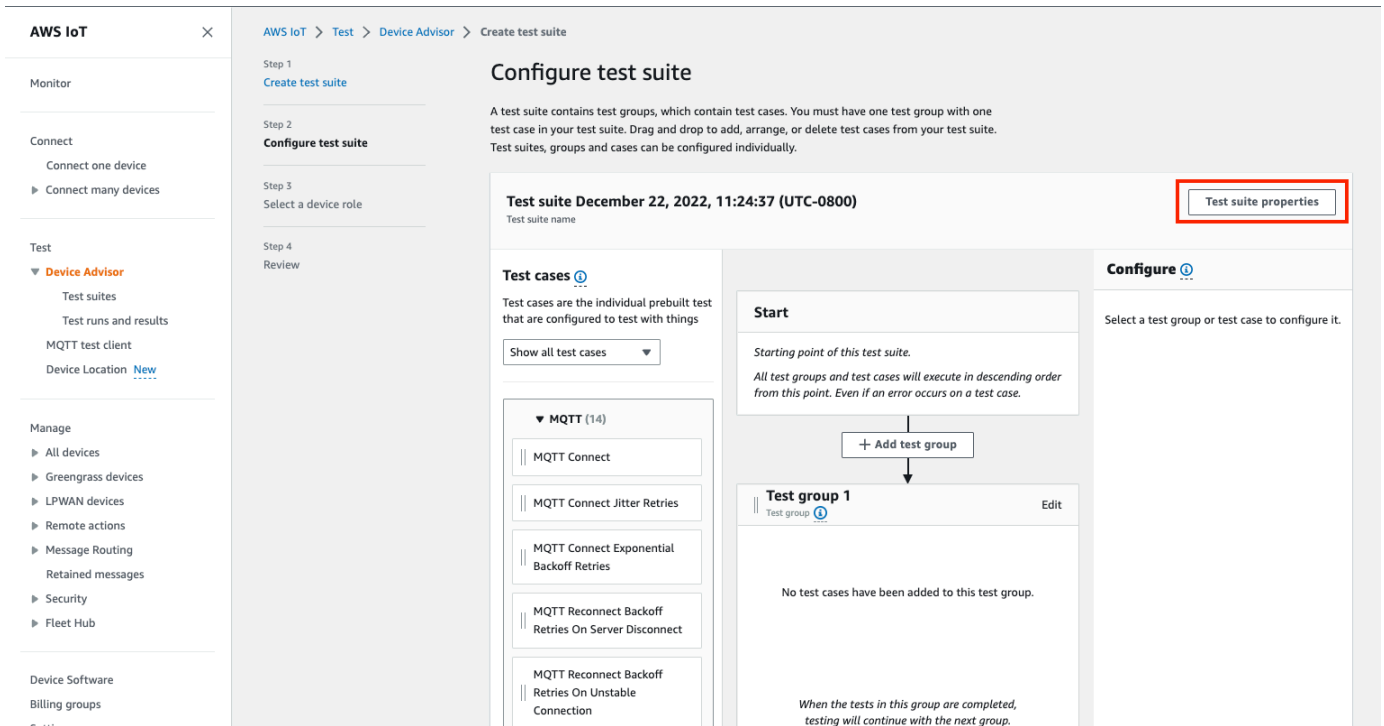 AWS IoT
Monitor
Connect
Connect one device
Connect many devices
Test
Device Advisor
Test suites
Test runs and results
MQTT test client
Device Location New
Manage
All devices
Greengrass devices
LPWAN devices
Remote actions
Message Routing
Retained messages
Security
Fleet Hub
Device Software
Billing groups
AWS IoT > Test > Device Advisor > Create test suite
Step 1
Create test suite
Step 2
Configure test suite
Step 3
Select a device role
Step 4
Review
Configure test suite
A test suite contains test groups, which contain test cases. You must have one test group with one
test case in your test suite. Drag and drop to add, arrange, or delete test cases from your test suite.
Test suites, groups and cases can be configured individually.
Test suite December 22, 2022, 11:24:37 (UTC-0800)
Test suite name
Test suite properties
Test cases
Test cases are the individual prebuilt test
that are configured to test with things
Show all test cases
MQTT (14)
MQTT Connect
MQTT Connect Jitter Retries
MQTT Connect Exponential
Backoff Retries
MQTT Reconnect Backoff
Retries On Server Disconnect
MQTT Reconnect Backoff
Retries On Unstable
Connection
Start
Starting point of this test suite.
All test groups and test cases will execute in descending order
from this point. Even if an error occurs on a test case.
+ Add test group
Test group 1
Test group
Edit
No test cases have been added to this test group.
When the tests in this group are completed,
testing will continue with the next group.
Configure
Select a test group or test case to configure it.